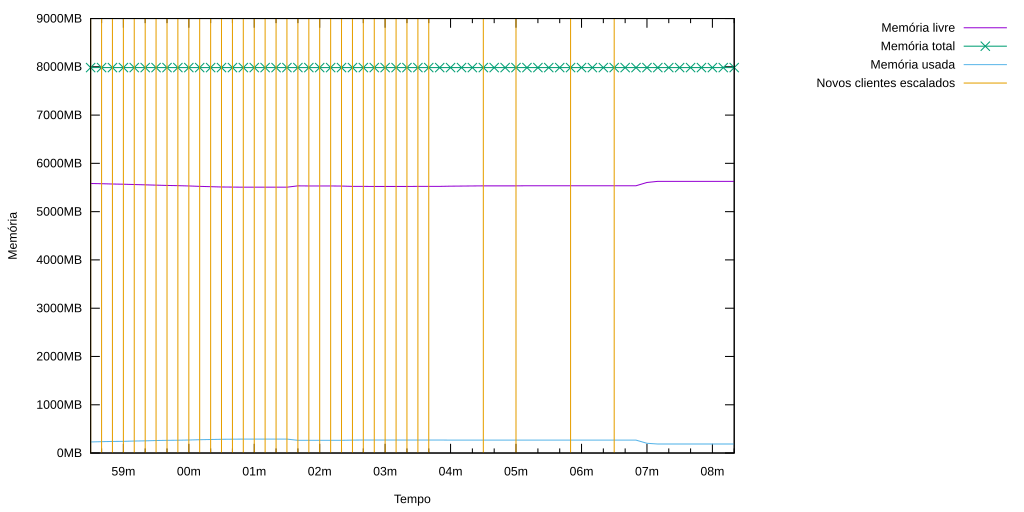 9000MB
8000MB
7000MB
6000MB
5000MB
4000MB
3000MB
2000MB
1000MB
0MB
Memória
59m 00m 01m 02m 03m 04m 05m 06m 07m 08m
Tempo
Memória livre
Memória total
Memória usada
Novos clientes escalados